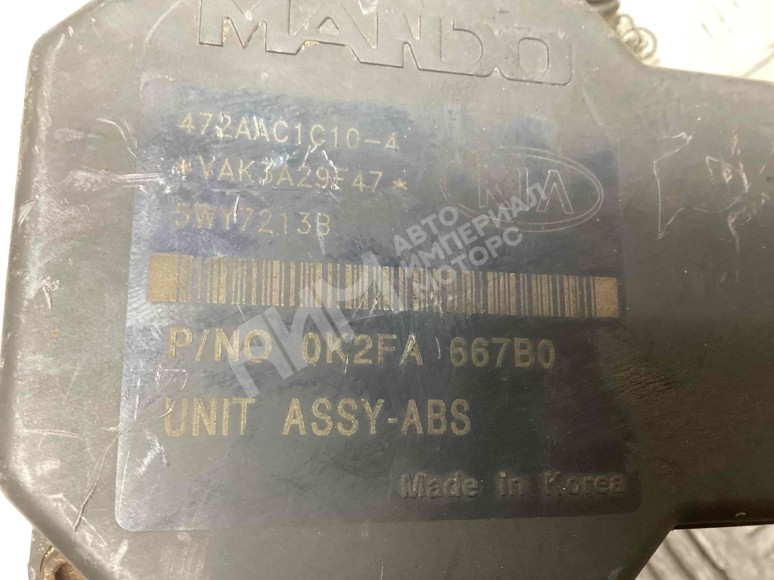 MANDO
472AAC1C10-4
*VAK3A29F47*
KIA
5WY7213B
АВТО
ИМПЕРИАЛ
МОТОРС
P/NO 0K2FA 667B0
UNIT ASSY-ABS
Made in Korea